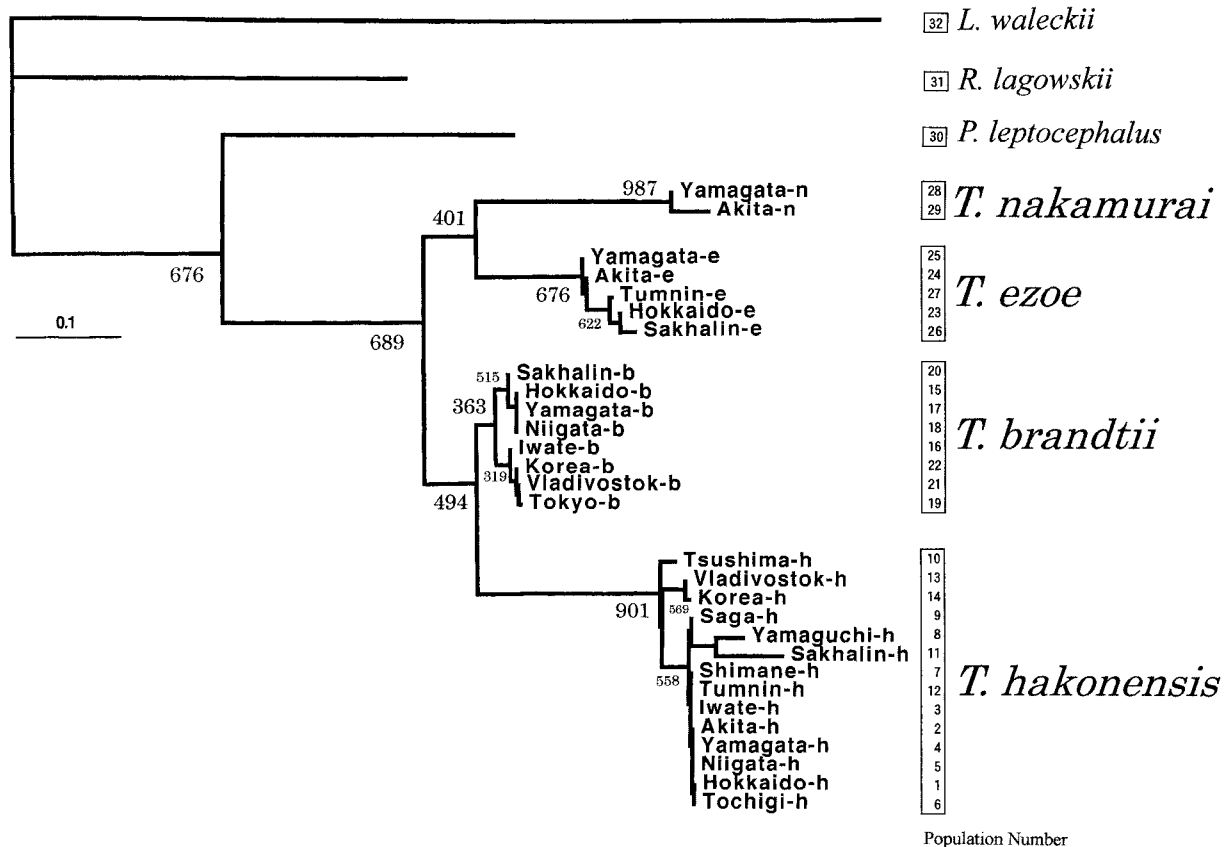 32 L. waleckii
31 R. lagowskii
30 P. leptocephalus
987 Yamagata-n 28
401 Akita-n 29 T. nakamurai
Yamagata-e 25
676 Akita-e 24
676 Tumnin-e 27 T. ezoe
0.1 622 Hokkaido-e 23
689 Sakhalin-e 26
515 Sakhalin-b 20
Hokkaido-b 15
363 Yamagata-b 17
Niigata-b 18 T. brandtii
Iwate-b 16
319 Korea-b 22
Vladivostok-b 21
494 Tokyo-b 19
Tsushima-h 10
Vladivostok-h 13
901 569 Korea-h 14
Saga-h 9
Yamaguchi-h 8
Sakhalin-h 11
558 Shimane-h 7 T. hakonensis
Tumnin-h 12
Iwate-h 3
Akita-h 2
Yamagata-h 4
Niigata-h 5
Hokkaido-h 1
Tochigi-h 6
Population Number